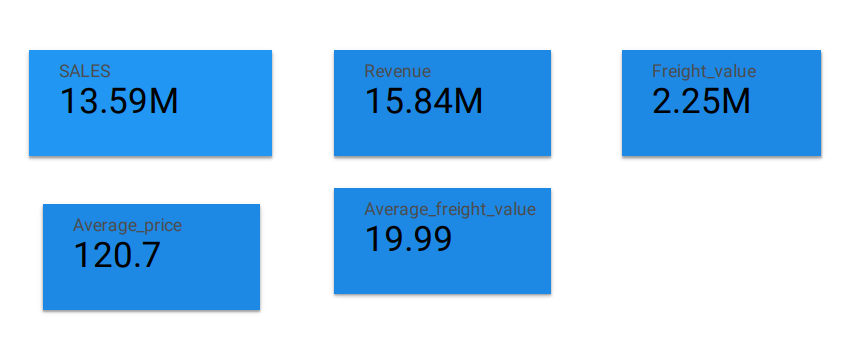 SALES
13.59M
Revenue
15.84M
Freight_value
2.25M
Average_price
120.7
Average_freight_value
19.99